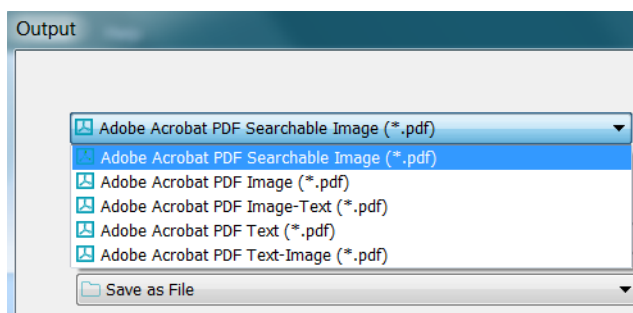 Output
Adobe Acrobat PDF Searchable Image (*.pdf)
Adobe Acrobat PDF Searchable Image (*.pdf)
Adobe Acrobat PDF Image (*.pdf)
Adobe Acrobat PDF Image-Text (*.pdf)
Adobe Acrobat PDF Text (*.pdf)
Adobe Acrobat PDF Text-Image (*.pdf)
Save as File